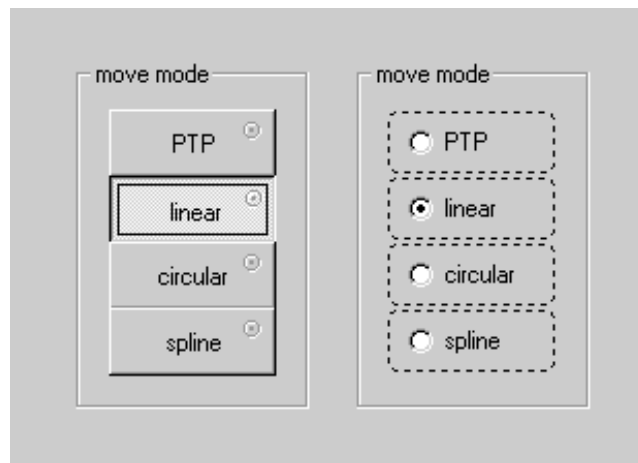 move mode
PTP
linear
circular
spline
move mode
PTP
linear
circular
spline